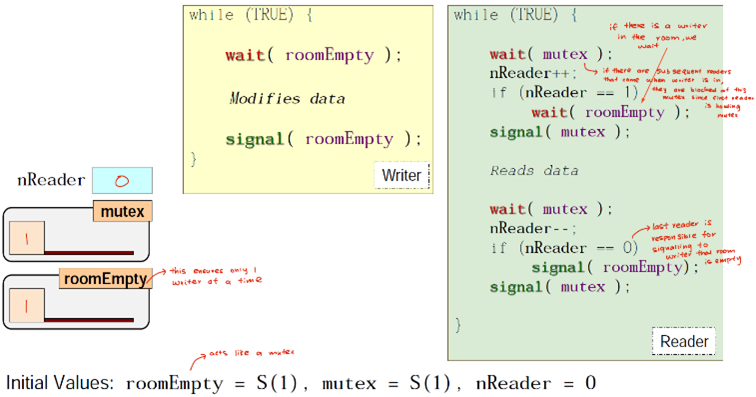 while (TRUE) {
wait( roomEmpty );
Modifies data
signal( roomEmpty );
}
Writer
nReader 0
mutex
1
roomEmpty
1
this ensures only 1
writer at a time
while (TRUE) {
if there is a writer
in the room, we
wait
wait( mutex );
nReader++;
if there are subsequent readers
that came when writer is in,
they are blocked at this
mutex since first reader
is holding
mutex
if (nReader == 1)
wait( roomEmpty );
signal( mutex );
Reads data
wait( mutex );
nReader--;
if (nReader == 0)
last reader is
responsible for
signalling to
writer that room
is empty
signal( roomEmpty);
signal( mutex );
}
Reader
acts like a mutex
Initial Values: roomEmpty = S(1), mutex = S(1), nReader = 0